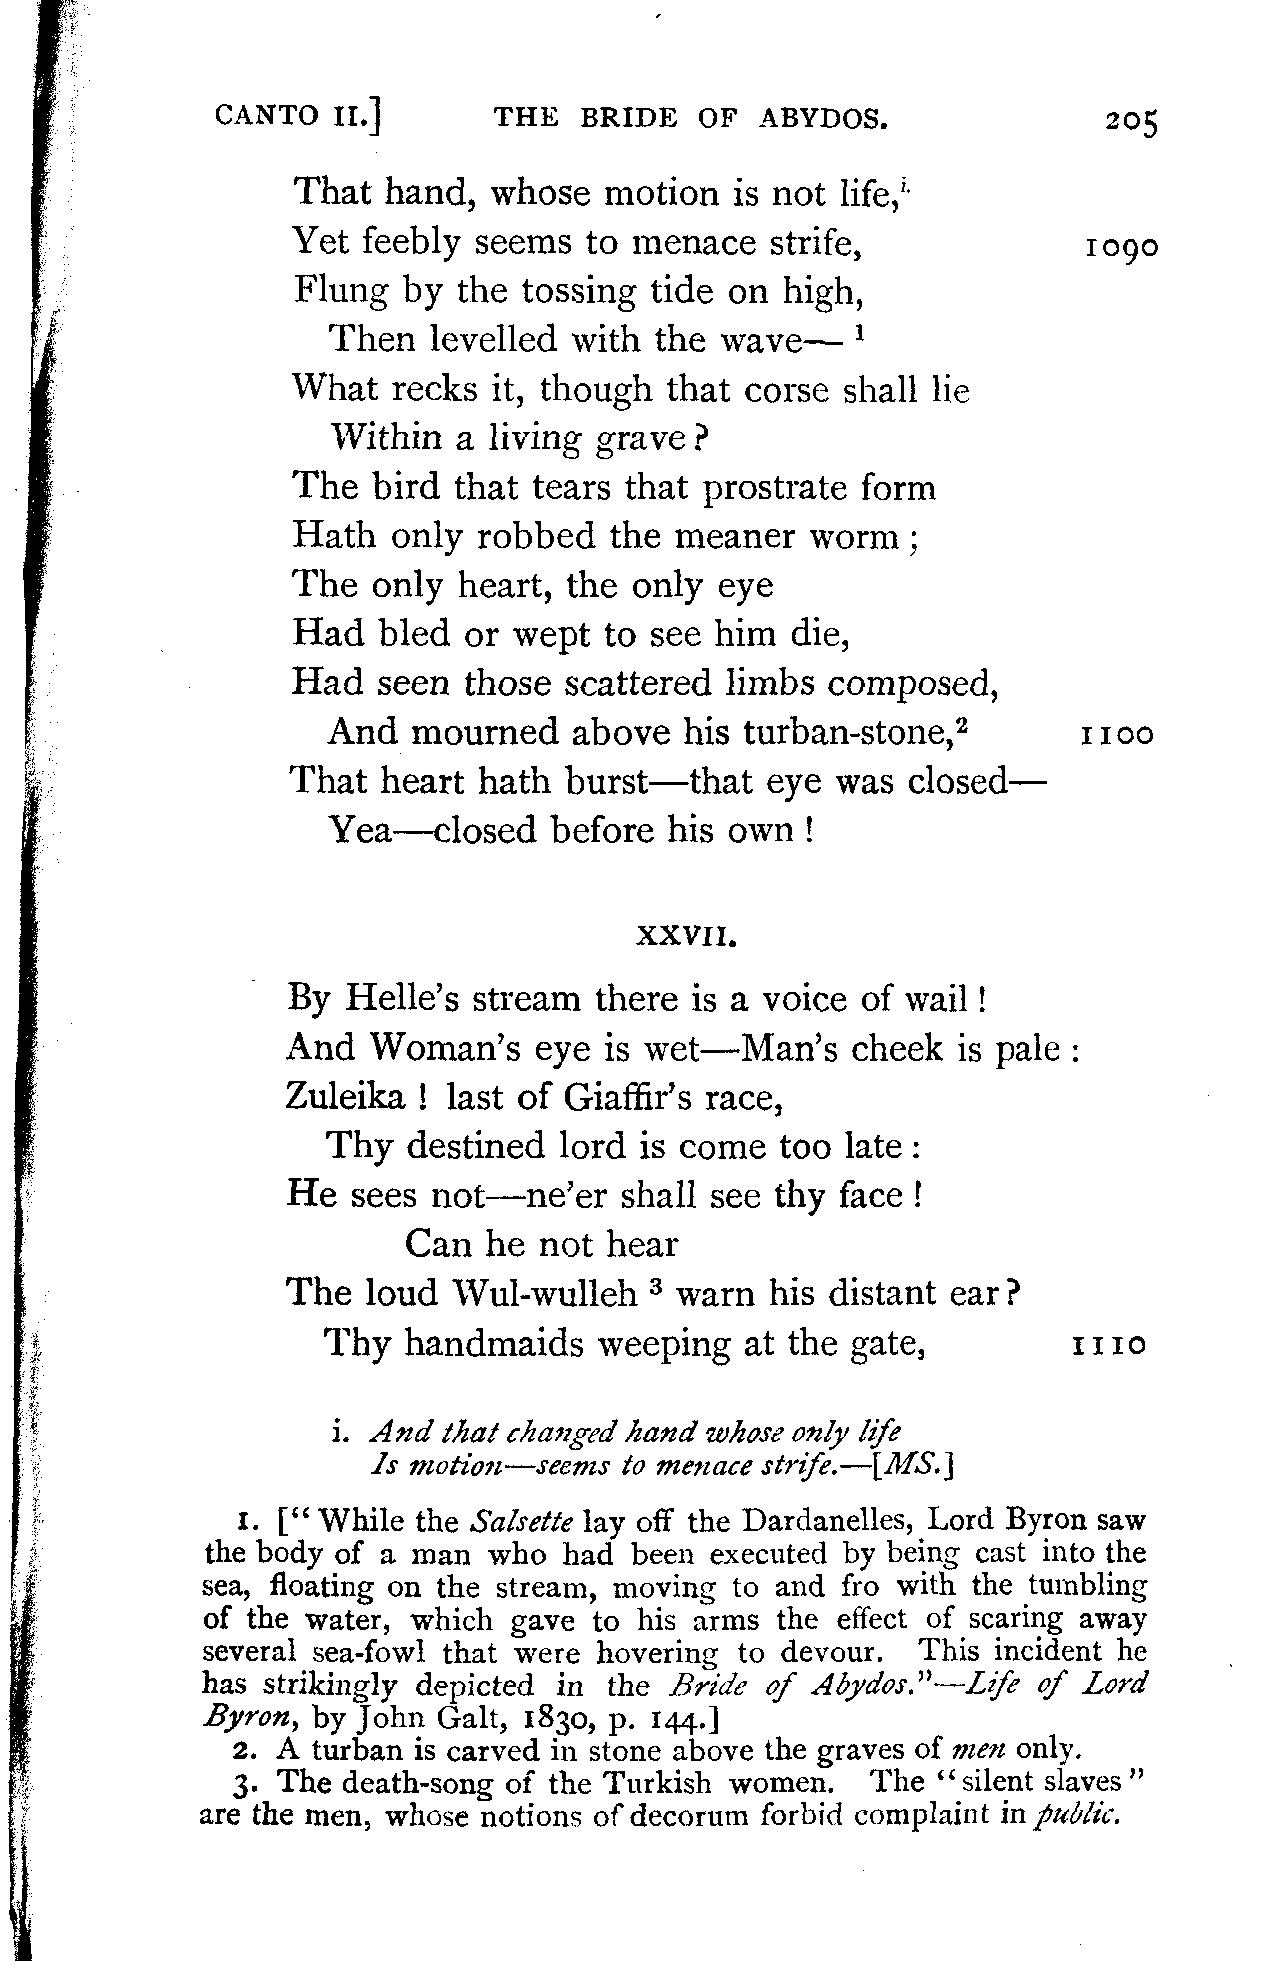 CANTO II.] THE BRIDE OF ABYDOS. 205
That hand, whose motion is not life,i.
Yet feebly seems to menace strife, 1090
Flung by the tossing tide on high,
Then levelled with the wave— 1
What recks it, though that corse shall lie
Within a living grave ?
The bird that tears that prostrate form
Hath only robbed the meaner worm ;
The only heart, the only eye
Had bled or wept to see him die,
Had seen those scattered limbs composed,
And mourned above his turban-stone,2 1100
That heart hath burst—that eye was closed—
Yea—closed before his own !
XXVII.
By Helle's stream there is a voice of wail !
And Woman's eye is wet—Man's cheek is pale :
Zuleika ! last of Giaffir's race,
Thy destined lord is come too late :
He sees not—ne'er shall see thy face !
Can he not hear
The loud Wul-wulleh 3 warn his distant ear ?
Thy handmaids weeping at the gate, 1110
i. And that changed hand whose only life
Is motion—seems to menace strife.—[MS.]
1. ["While the Salsette lay off the Dardanelles, Lord Byron saw
the body of a man who had been executed by being cast into the
sea, floating on the stream, moving to and fro with the tumbling
of the water, which gave to his arms the effect of scaring away
several sea-fowl that were hovering to devour. This incident he
has strikingly depicted in the Bride of Abydos."—Life of Lord
Byron, by John Galt, 1830, p. 144.]
2. A turban is carved in stone above the graves of men only.
3. The death-song of the Turkish women. The "silent slaves"
are the men, whose notions of decorum forbid complaint in public.